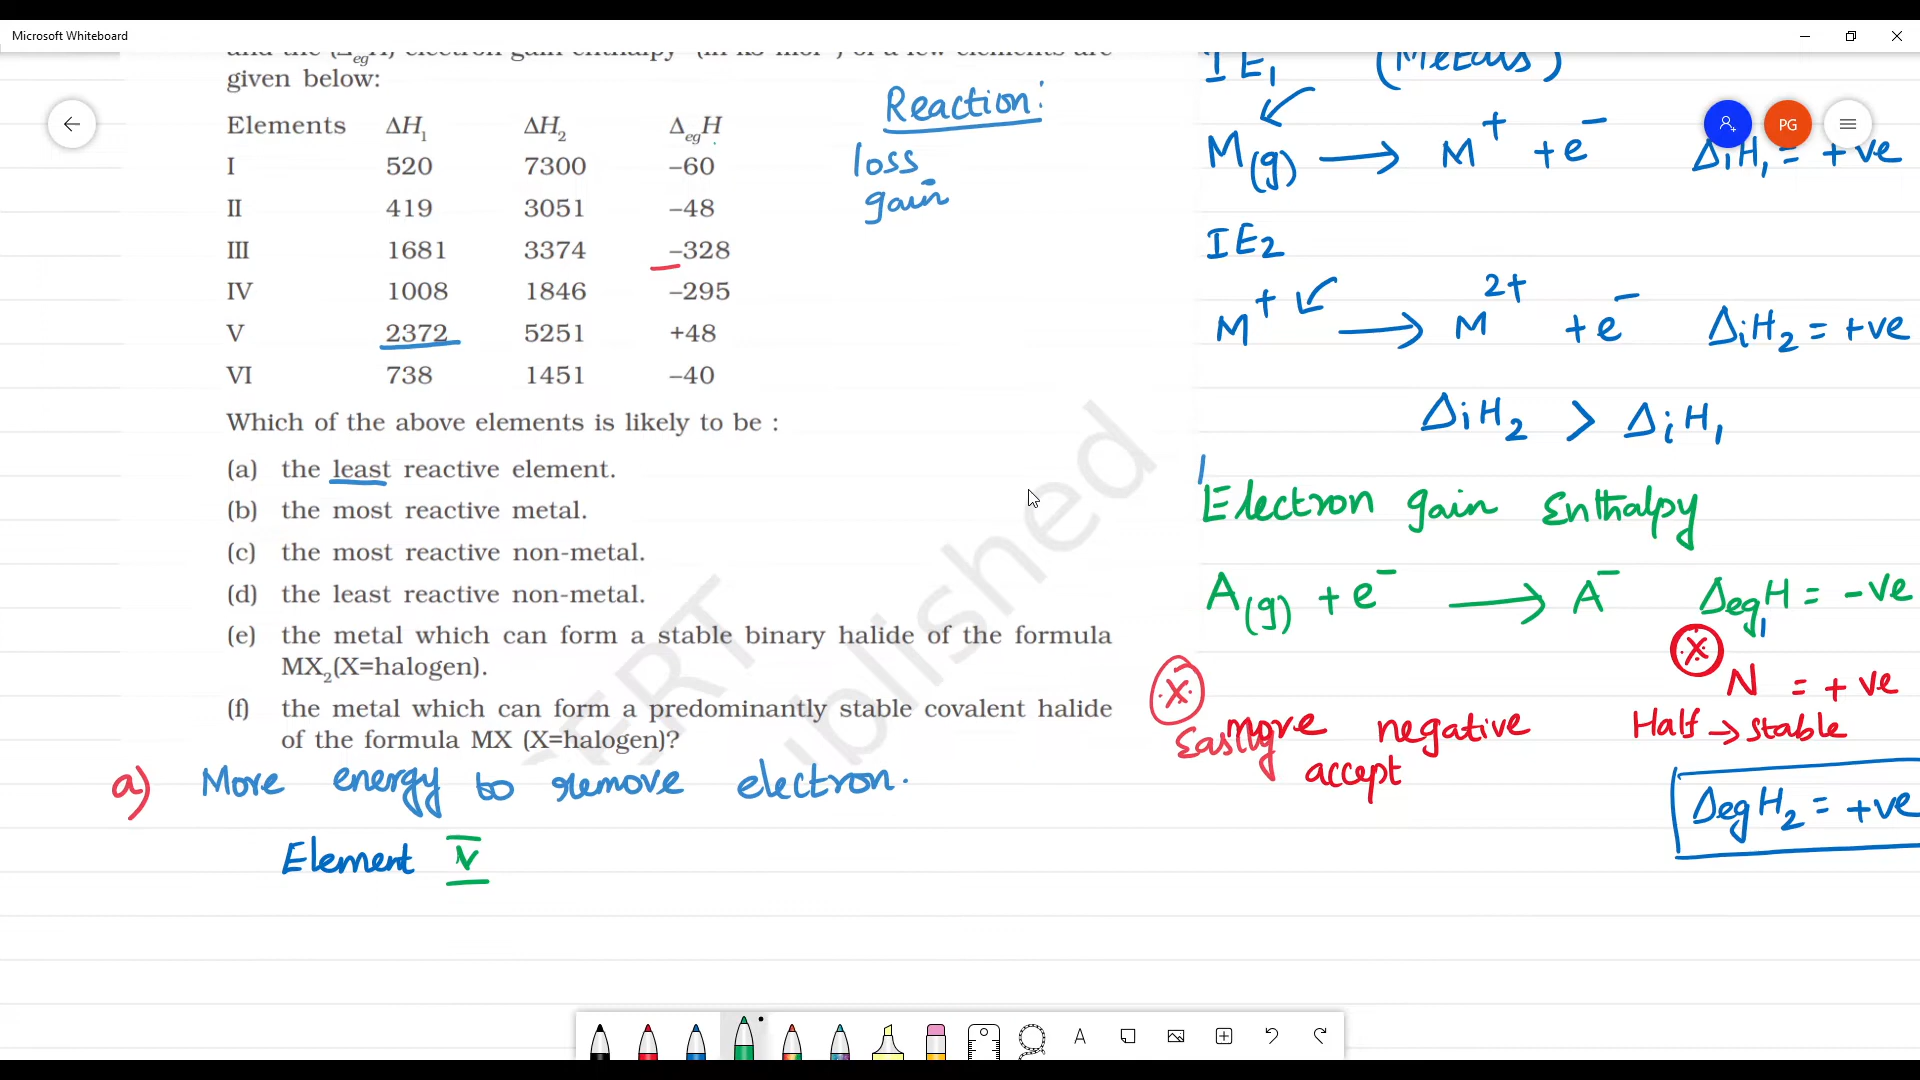 Microsoft Whiteboard
given below:
Elements ΔH₁ ΔH₂ ΔegH
I 520 7300 –60
II 419 3051 –48
III 1681 3374 –328
IV 1008 1846 –295
V 2372 5251 +48
VI 738 1451 –40
Which of the above elements is likely to be :
(a) the least reactive element.
(b) the most reactive metal.
(c) the most reactive non-metal.
(d) the least reactive non-metal.
(e) the metal which can form a stable binary halide of the formula
MX₂(X=halogen).
(f) the metal which can form a predominantly stable covalent halide
of the formula MX (X=halogen)?
Reaction:
loss
gain
a) More energy to remove electron.
Element V
IE₁ (Metals)
M(g) → M⁺ + e⁻ ΔiH₁ = +ve
IE₂
M⁺ → M²⁺ + e⁻ ΔiH₂ = +ve
ΔiH₂ > ΔiH₁
Electron gain Enthalpy
A(g) + e⁻ → A⁻ ΔegH₁ = -ve
X
N = +ve
X
more negative
Half → stable
Easily
accept
ΔegH₂ = +ve
PG
A